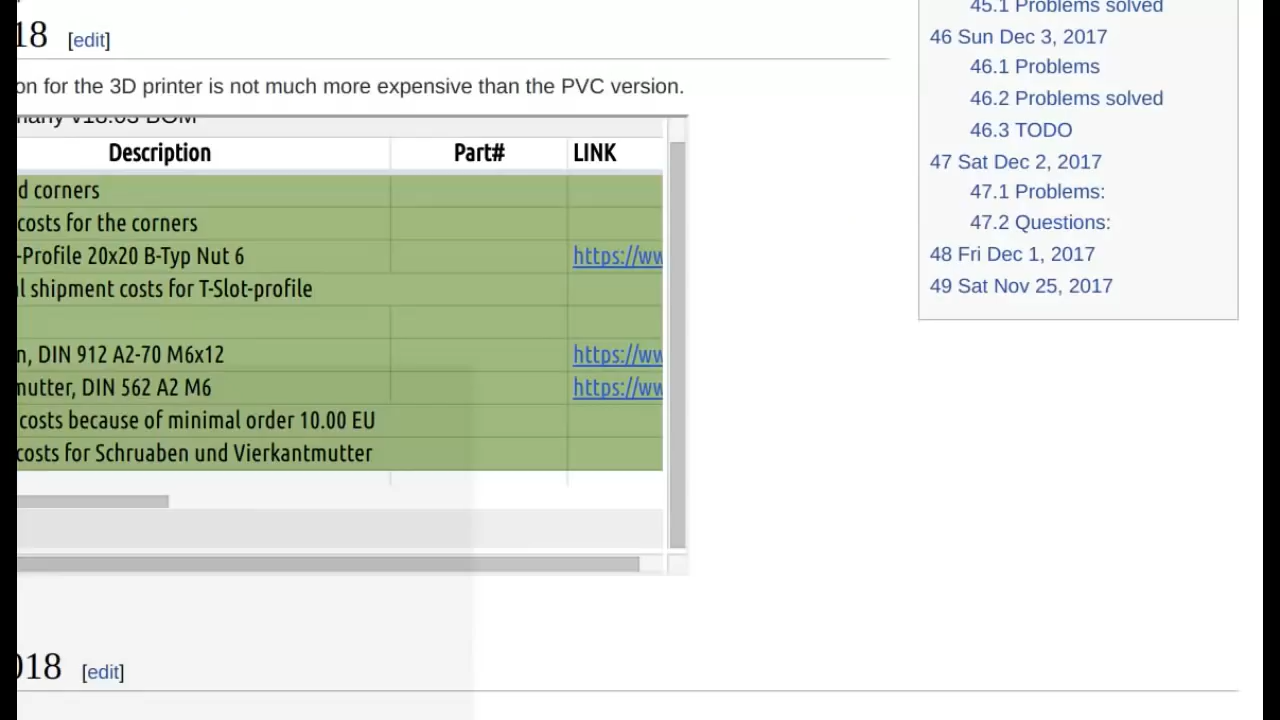 18 [edit]
on for the 3D printer is not much more expensive than the PVC version.
many v18.03 BOM
Description Part# LINK
d corners
costs for the corners
-Profile 20x20 B-Typ Nut 6 https://ww
l shipment costs for T-Slot-profile
n, DIN 912 A2-70 M6x12 https://ww
mutter, DIN 562 A2 M6 https://ww
costs because of minimal order 10.00 EU
costs for Schruaben und Vierkantmutter
018 [edit]
45.1 Problems solved
46 Sun Dec 3, 2017
46.1 Problems
46.2 Problems solved
46.3 TODO
47 Sat Dec 2, 2017
47.1 Problems:
47.2 Questions:
48 Fri Dec 1, 2017
49 Sat Nov 25, 2017